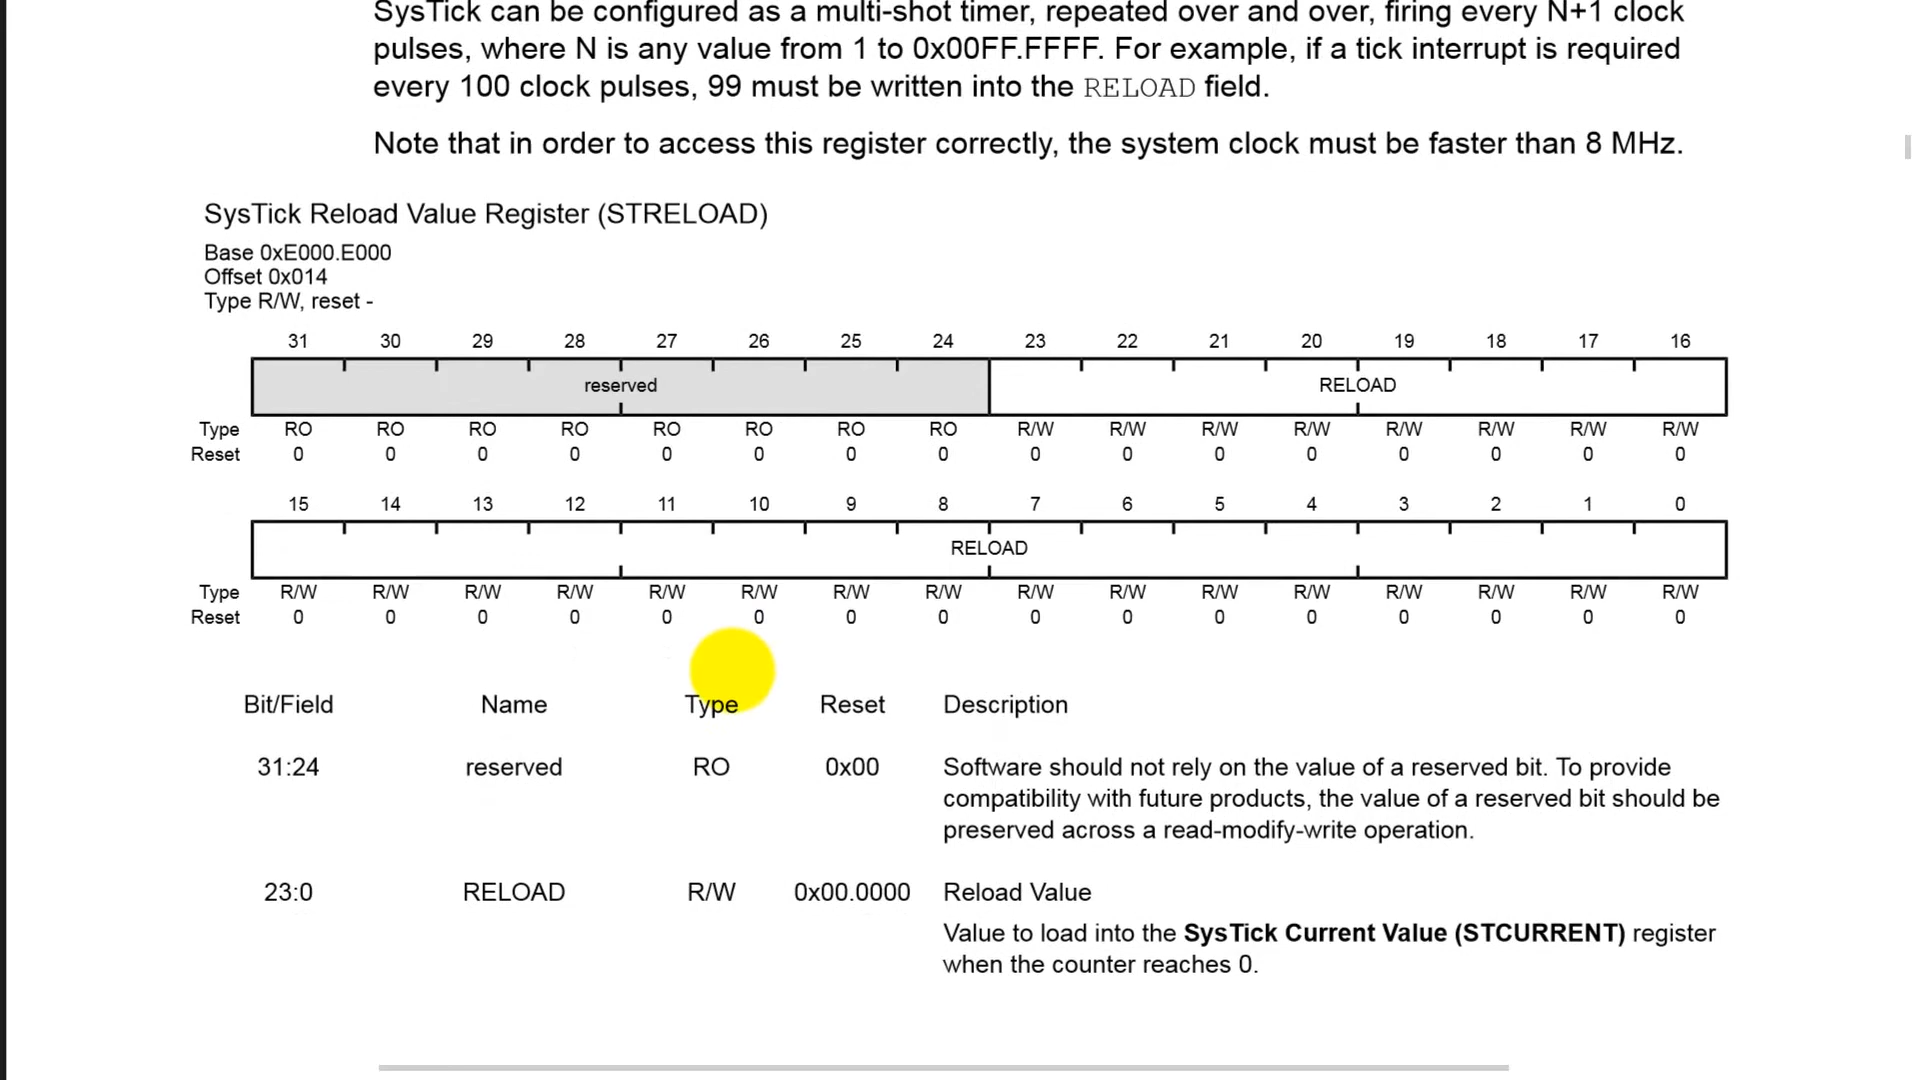 SysTick can be configured as a multi-shot timer, repeated over and over, firing every N+1 clock
pulses, where N is any value from 1 to 0x00FF.FFFF. For example, if a tick interrupt is required
every 100 clock pulses, 99 must be written into the RELOAD field.
Note that in order to access this register correctly, the system clock must be faster than 8 MHz.
SysTick Reload Value Register (STRELOAD)
Base 0xE000.E000
Offset 0x014
Type R/W, reset -
31 30 29 28 27 26 25 24 23 22 21 20 19 18 17 16
reserved RELOAD
Type RO RO RO RO RO RO RO RO R/W R/W R/W R/W R/W R/W R/W R/W
Reset 0 0 0 0 0 0 0 0 0 0 0 0 0 0 0 0
15 14 13 12 11 10 9 8 7 6 5 4 3 2 1 0
RELOAD
Type R/W R/W R/W R/W R/W R/W R/W R/W R/W R/W R/W R/W R/W R/W R/W R/W
Reset 0 0 0 0 0 0 0 0 0 0 0 0 0 0 0 0
Bit/Field Name Type Reset Description
31:24 reserved RO 0x00 Software should not rely on the value of a reserved bit. To provide
compatibility with future products, the value of a reserved bit should be
preserved across a read-modify-write operation.
23:0 RELOAD R/W 0x00.0000 Reload Value
Value to load into the SysTick Current Value (STCURRENT) register
when the counter reaches 0.